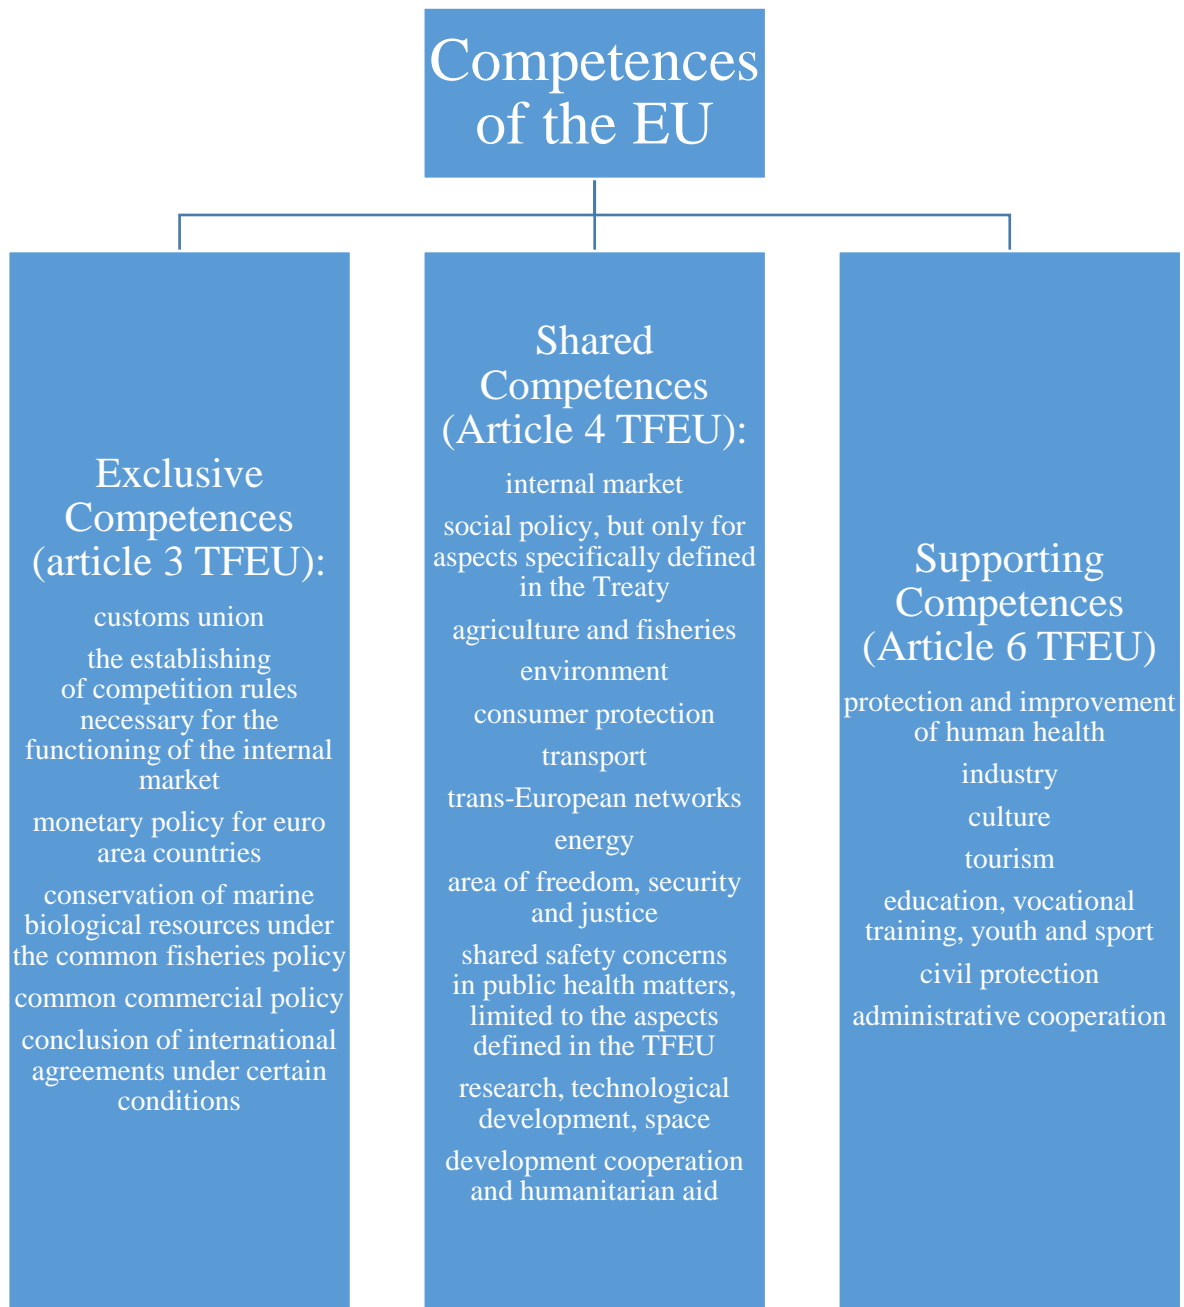 Competences
of the EU
Exclusive
Competences
(article 3 TFEU):
customs union
the establishing
of competition rules
necessary for the
functioning of the internal
market
monetary policy for euro
area countries
conservation of marine
biological resources under
the common fisheries policy
common commercial policy
conclusion of international
agreements under certain
conditions
Shared
Competences
(Article 4 TFEU):
internal market
social policy, but only for
aspects specifically defined
in the Treaty
agriculture and fisheries
environment
consumer protection
transport
trans-European networks
energy
area of freedom, security
and justice
shared safety concerns
in public health matters,
limited to the aspects
defined in the TFEU
research, technological
development, space
development cooperation
and humanitarian aid
Supporting
Competences
(Article 6 TFEU)
protection and improvement
of human health
industry
culture
tourism
education, vocational
training, youth and sport
civil protection
administrative cooperation